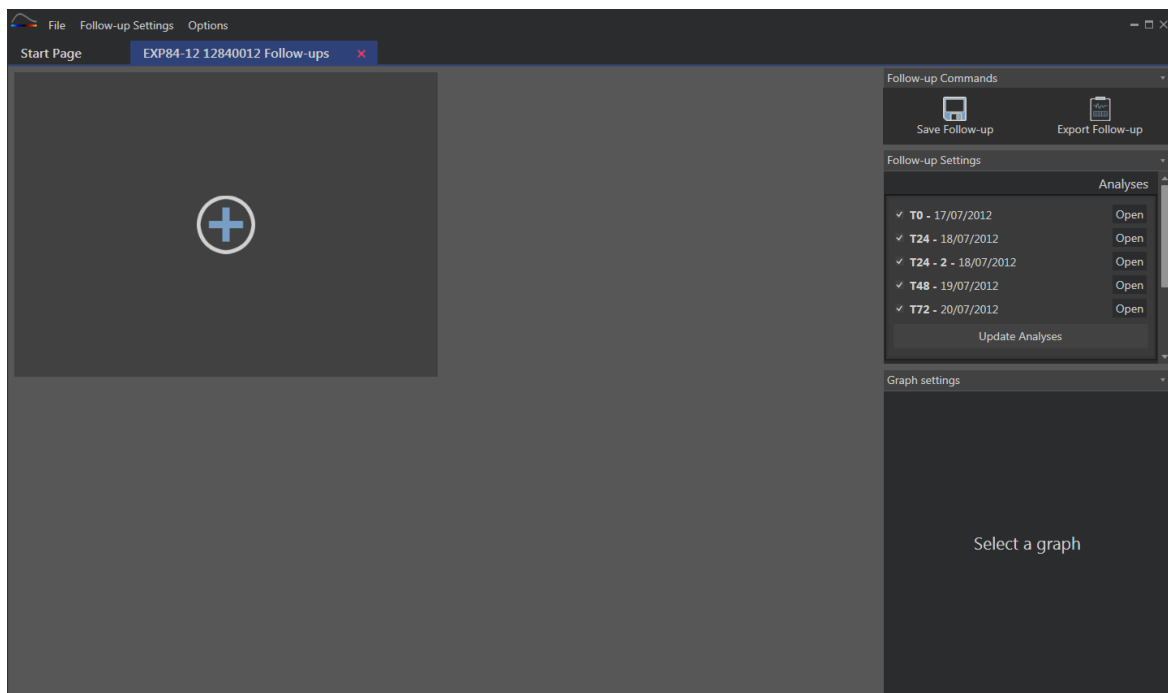 File Follow-up Settings Options
Start Page EXP84-12 12840012 Follow-ups
Follow-up Commands
Save Follow-up Export Follow-up
Follow-up Settings
Analyses
T0 - 17/07/2012 Open
T24 - 18/07/2012 Open
T24 - 2 - 18/07/2012 Open
T48 - 19/07/2012 Open
T72 - 20/07/2012 Open
Update Analyses
Graph settings
Select a graph